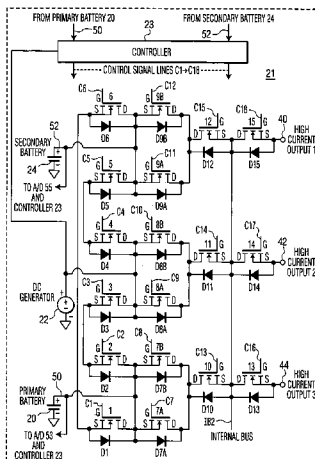 FROM PRIMARY BATTERY 20
FROM SECONDARY BATTERY 24
50
23
52
CONTROLLER
CONTROL SIGNAL LINES C1→C18
21
C6
C12
G 6
G 9B
S T D
S T D
C15
C18
D6
D9B
G 12
G 15
40
52
C5
C11
D T S
S T D
HIGH CURRENT OUTPUT 1
SECONDARY BATTERY
G 5
G 9A
D12
D15
24
S T D
S T D
TO A/D 55 AND CONTROLLER 23
D5
D9A
C10
C4
G 4
G 8B
C14
C17
S T D
S T D
G 11
G 14
42
D4
D8B
D T S
S T D
HIGH CURRENT OUTPUT 2
C3
C9
G 3
G 8A
D11
D14
DC GENERATOR
S T D
S T D
22
D3
D8A
C8
C2
G 2
G 7B
C13
C16
S T D
S T D
G 10
G 13
44
50
D2
D7B
D T S
S T D
HIGH CURRENT OUTPUT 3
PRIMARY BATTERY
C1
C7
G 1
G 7A
D10
D13
20
S T D
S T D
IB2
TO A/D 53 AND CONTROLLER 23
D1
D7A
INTERNAL BUS